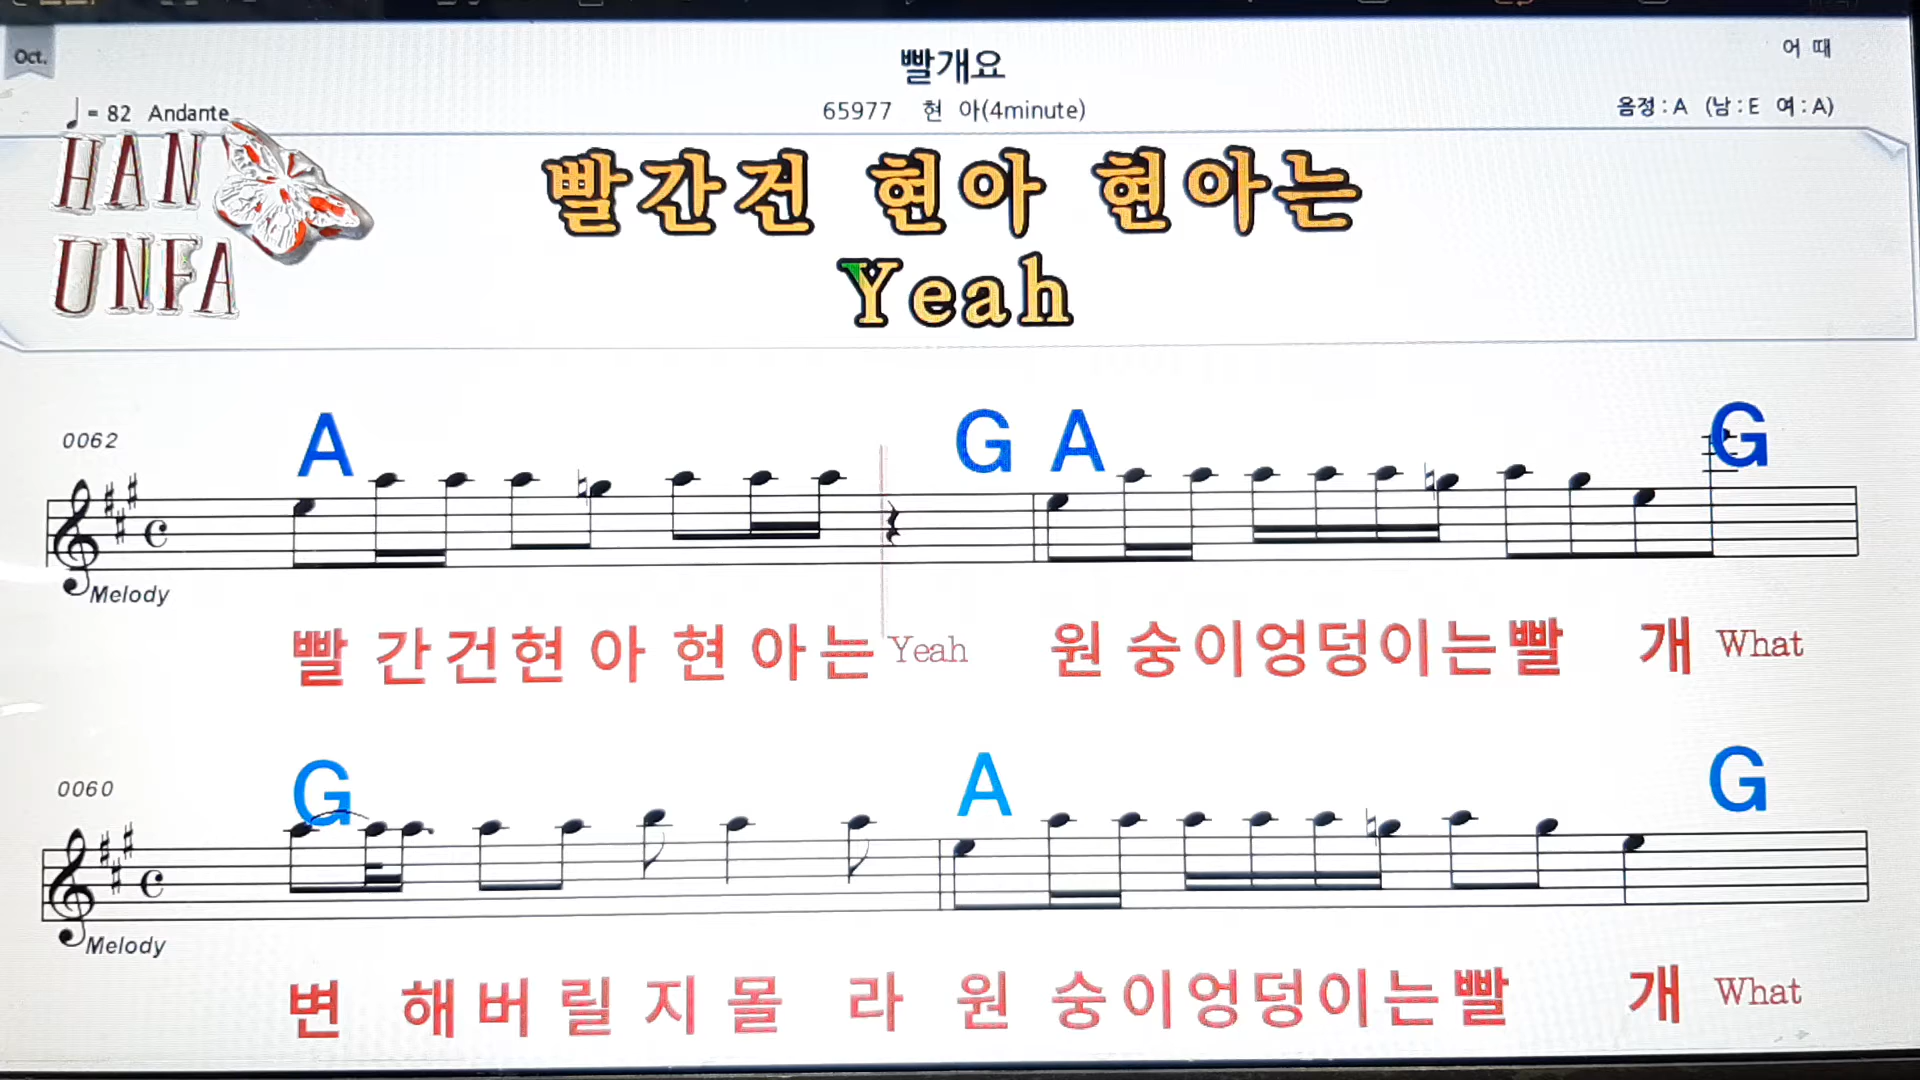 Oct.
빨개요
어 때
♩ = 82 Andante
65977 현 아(4minute)
음정:A (남:E 여:A)
HAN
UNFA
빨간건 현아 현아는
Yeah
A G A G
0062
Melody
빨 간건현 아 현 아는 Yeah 원 숭이엉덩이는빨 개 What
G A G
0060
Melody
변 해버 릴 지 몰 라 원 숭이엉덩이는빨 개 What